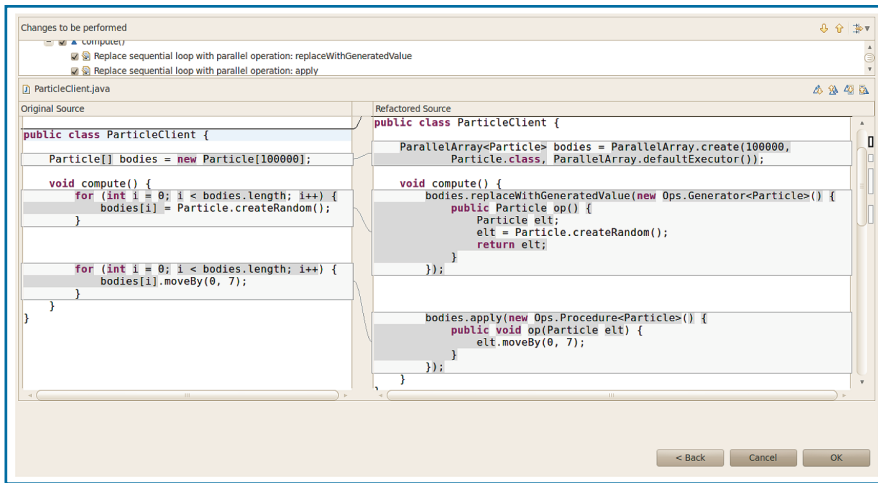 Changes to be performed
compute()
Replace sequential loop with parallel operation: replaceWithGeneratedValue
Replace sequential loop with parallel operation: apply
ParticleClient.java
Original Source
public class ParticleClient {
Particle[] bodies = new Particle[100000];
void compute() {
for (int i = 0; i < bodies.length; i++) {
bodies[i] = Particle.createRandom();
}
for (int i = 0; i < bodies.length; i++) {
bodies[i].moveBy(0, 7);
}
}
}
Refactored Source
public class ParticleClient {
ParallelArray<Particle> bodies = ParallelArray.create(100000,
Particle.class, ParallelArray.defaultExecutor());
void compute() {
bodies.replaceWithGeneratedValue(new Ops.Generator<Particle>() {
public Particle op() {
Particle elt;
elt = Particle.createRandom();
return elt;
}
});
bodies.apply(new Ops.Procedure<Particle>() {
public void op(Particle elt) {
elt.moveBy(0, 7);
}
});
}
}
< Back Cancel OK